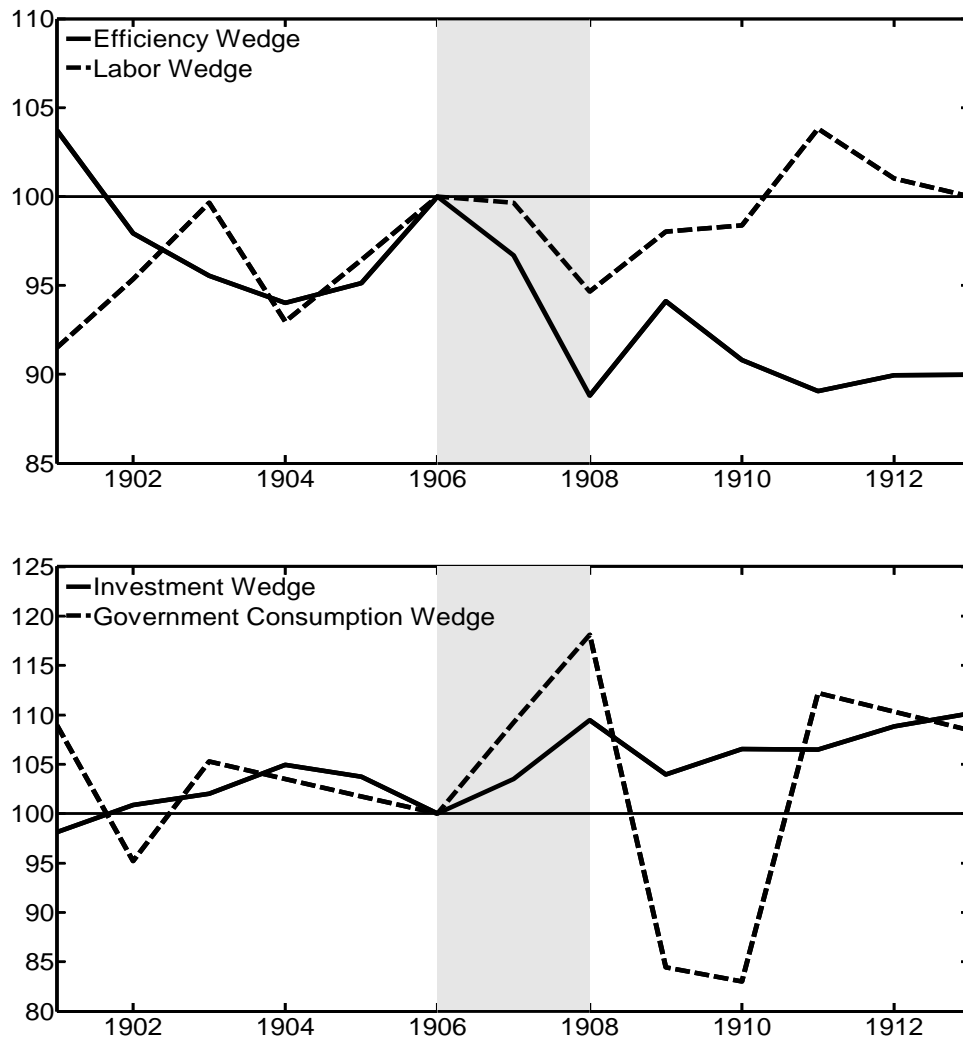 110
Efficiency Wedge
Labor Wedge
105
100
95
90
85
1902 1904 1906 1908 1910 1912
125
Investment Wedge
120
Government Consumption Wedge
115
110
105
100
95
90
85
80
1902 1904 1906 1908 1910 1912